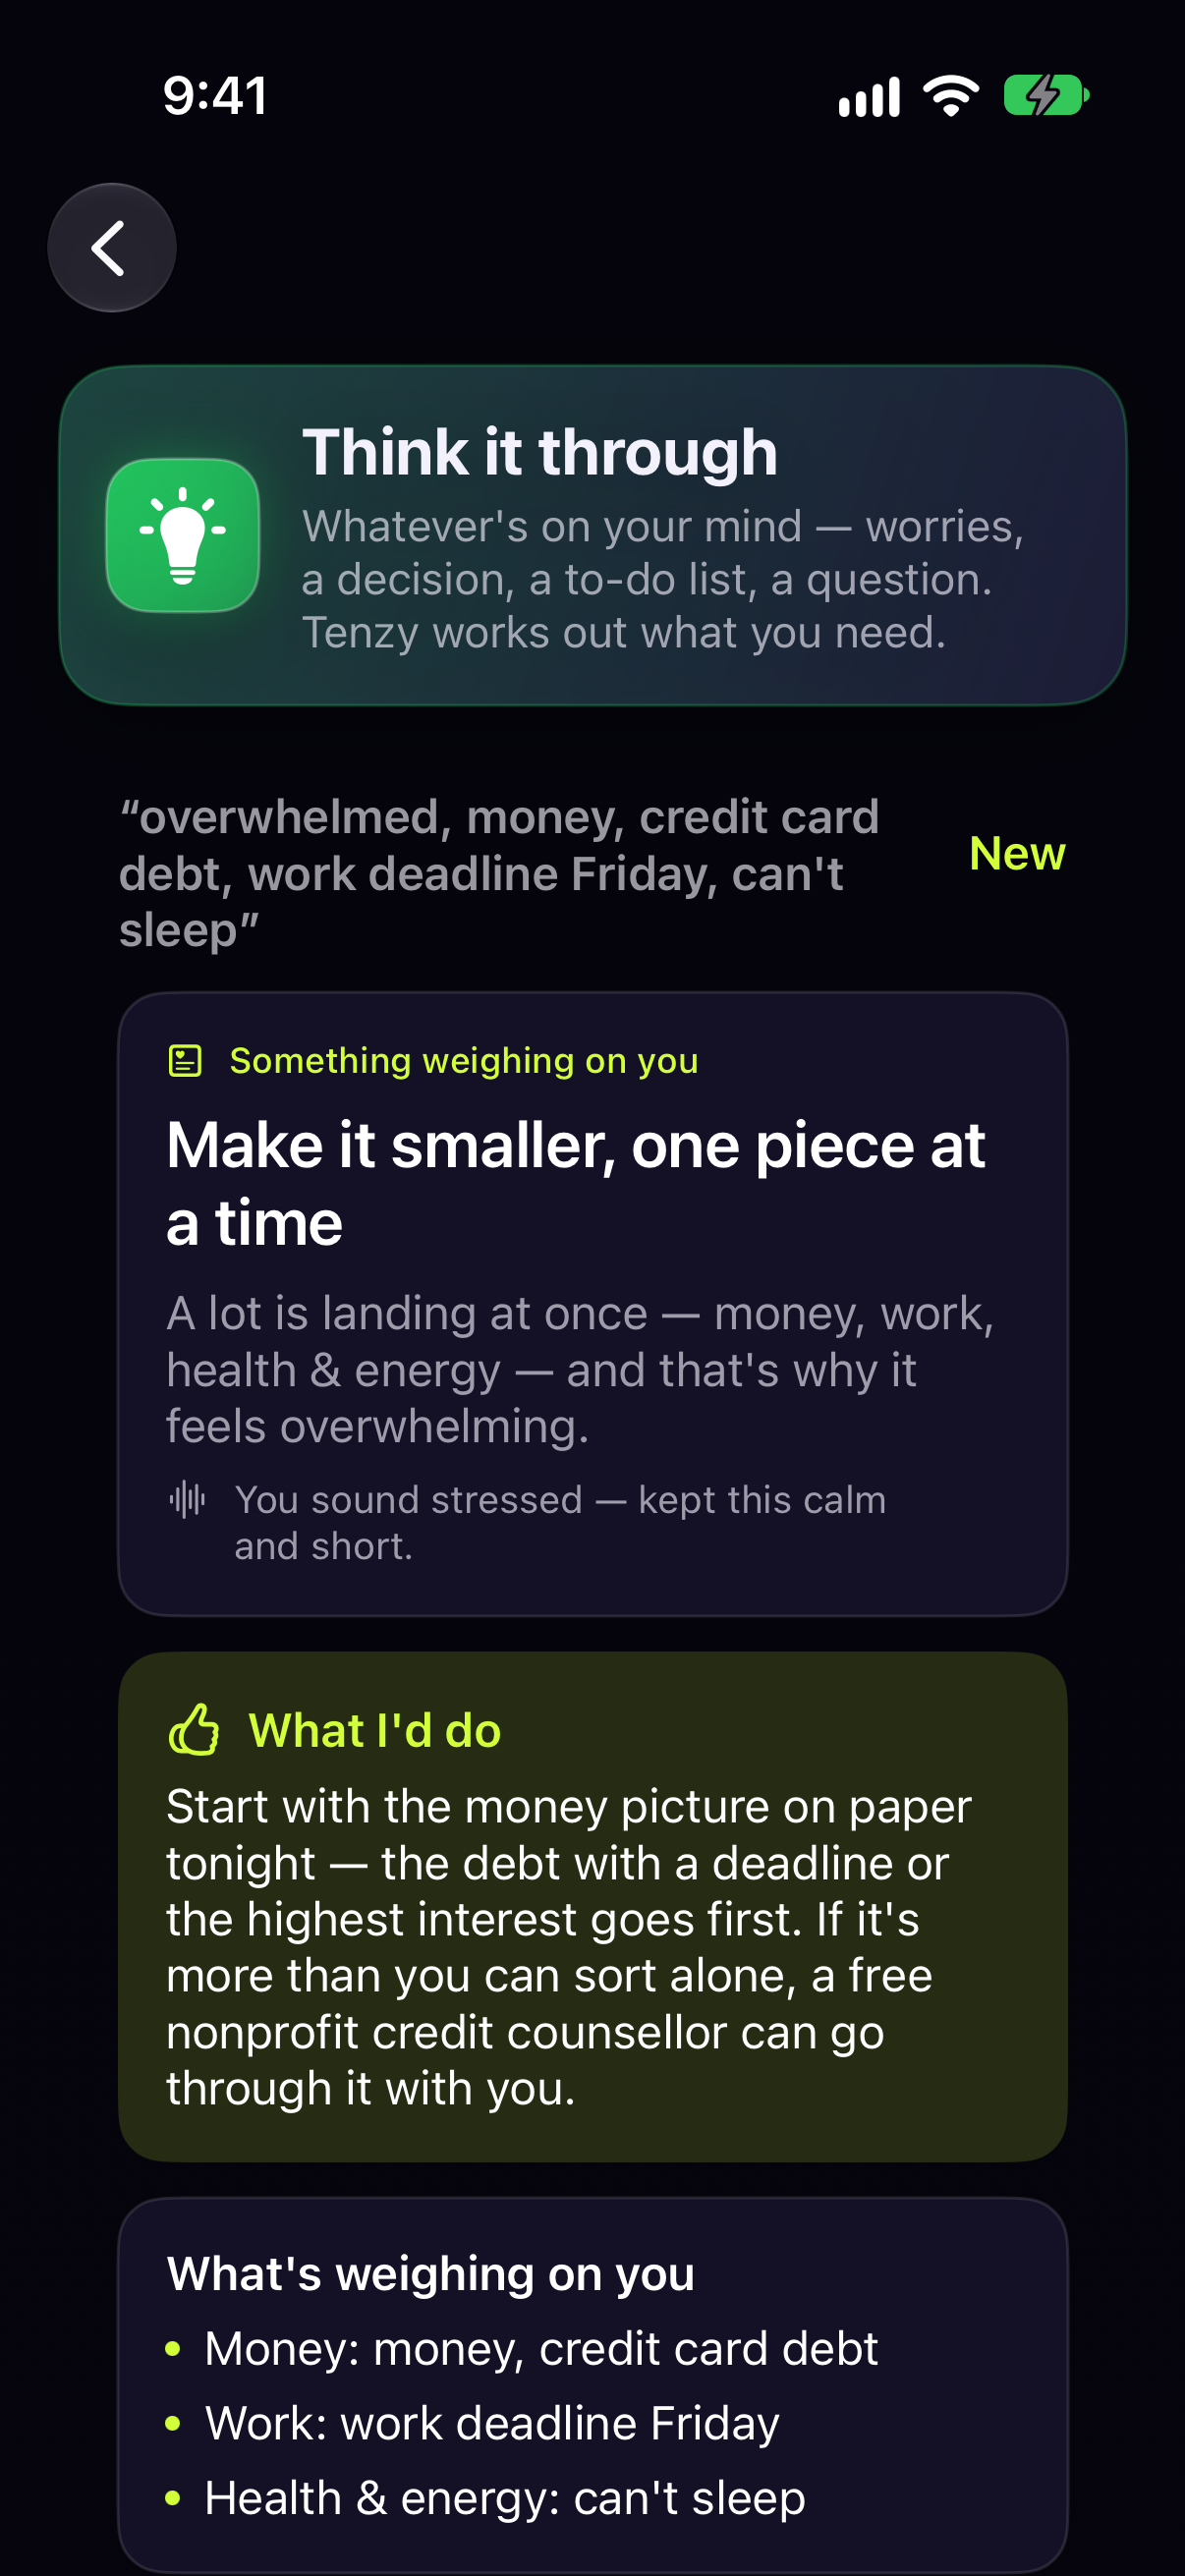 9:41
Think it through
Whatever's on your mind — worries,
a decision, a to-do list, a question.
Tenzy works out what you need.
“overwhelmed, money, credit card
debt, work deadline Friday, can't
sleep”
New
Something weighing on you
Make it smaller, one piece at
a time
A lot is landing at once — money, work,
health & energy — and that's why it
feels overwhelming.
You sound stressed — kept this calm
and short.
What I'd do
Start with the money picture on paper
tonight — the debt with a deadline or
the highest interest goes first. If it's
more than you can sort alone, a free
nonprofit credit counsellor can go
through it with you.
What's weighing on you
• Money: money, credit card debt
• Work: work deadline Friday
• Health & energy: can't sleep